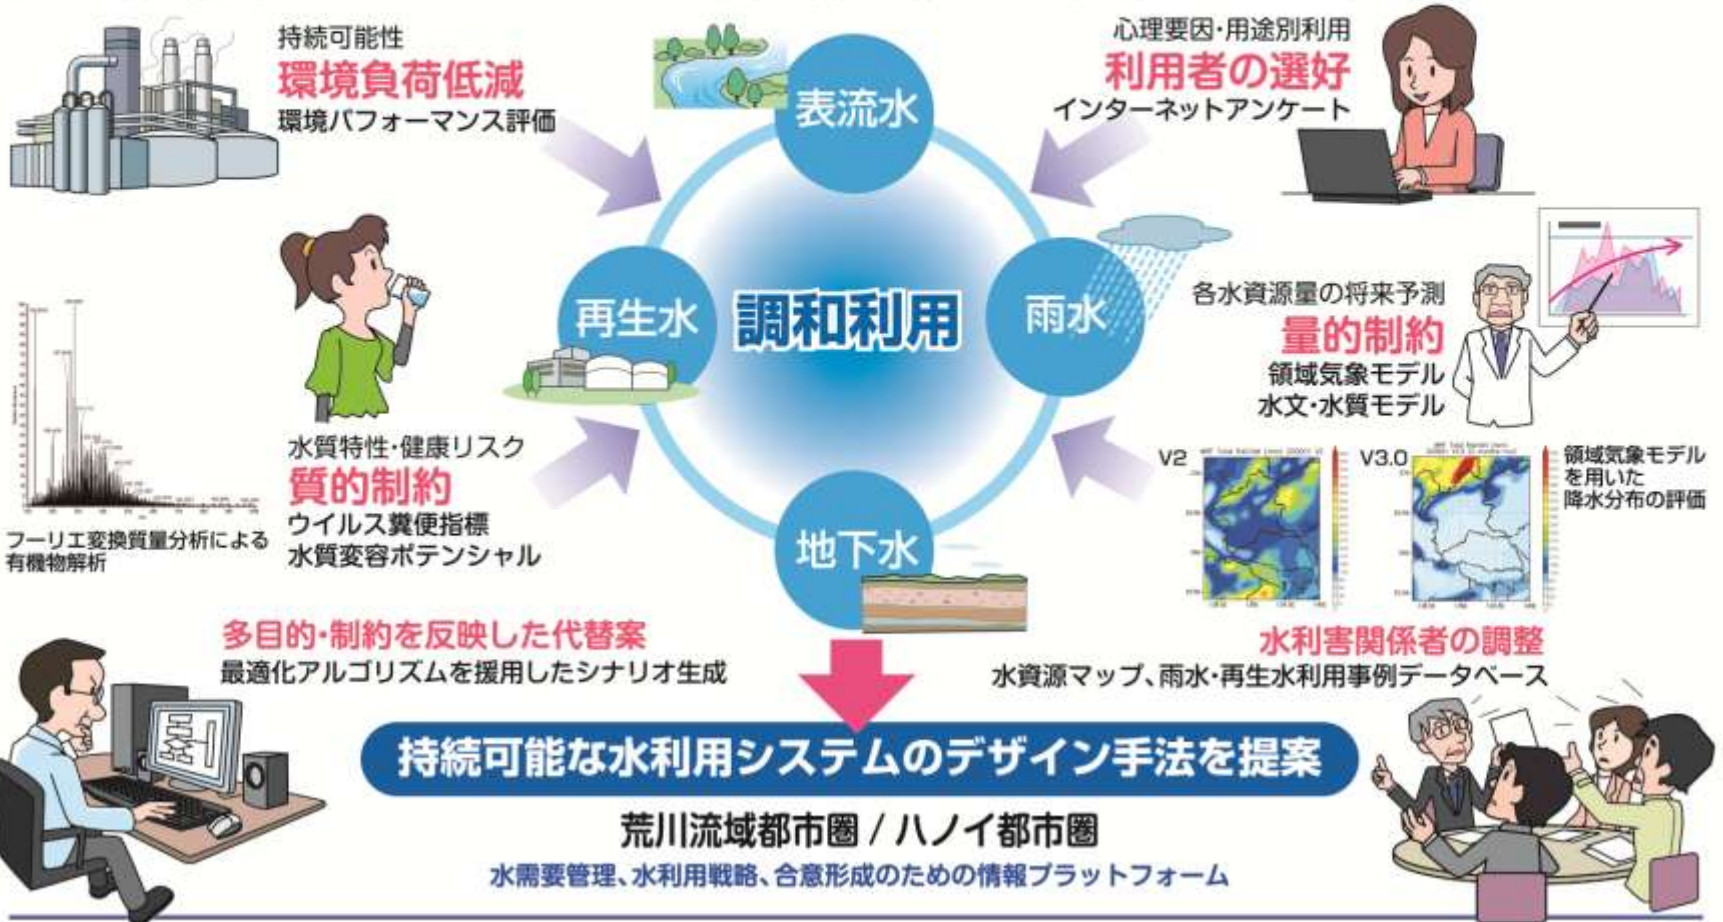 持続可能性
環境負荷低減
環境パフォーマンス評価
表流水
心理要因・用途別利用
利用者の選好
インターネットアンケート
再生水
調和利用
雨水
各水資源量の将来予測
量的制約
領域気象モデル
水文・水質モデル
水質特性・健康リスク
質的制約
ウイルス糞便指標
水質変容ポテンシャル
フーリエ変換質量分析による
有機物解析
地下水
V2
V3.0
領域気象モデル
を用いた
降水分布の評価
多目的・制約を反映した代替案
最適化アルゴリズムを援用したシナリオ生成
水利害関係者の調整
水資源マップ、雨水・再生水利用事例データベース
持続可能な水利用システムのデザイン手法を提案
荒川流域都市圏 / ハノイ都市圏
水需要管理、水利用戦略、合意形成のための情報プラットフォーム